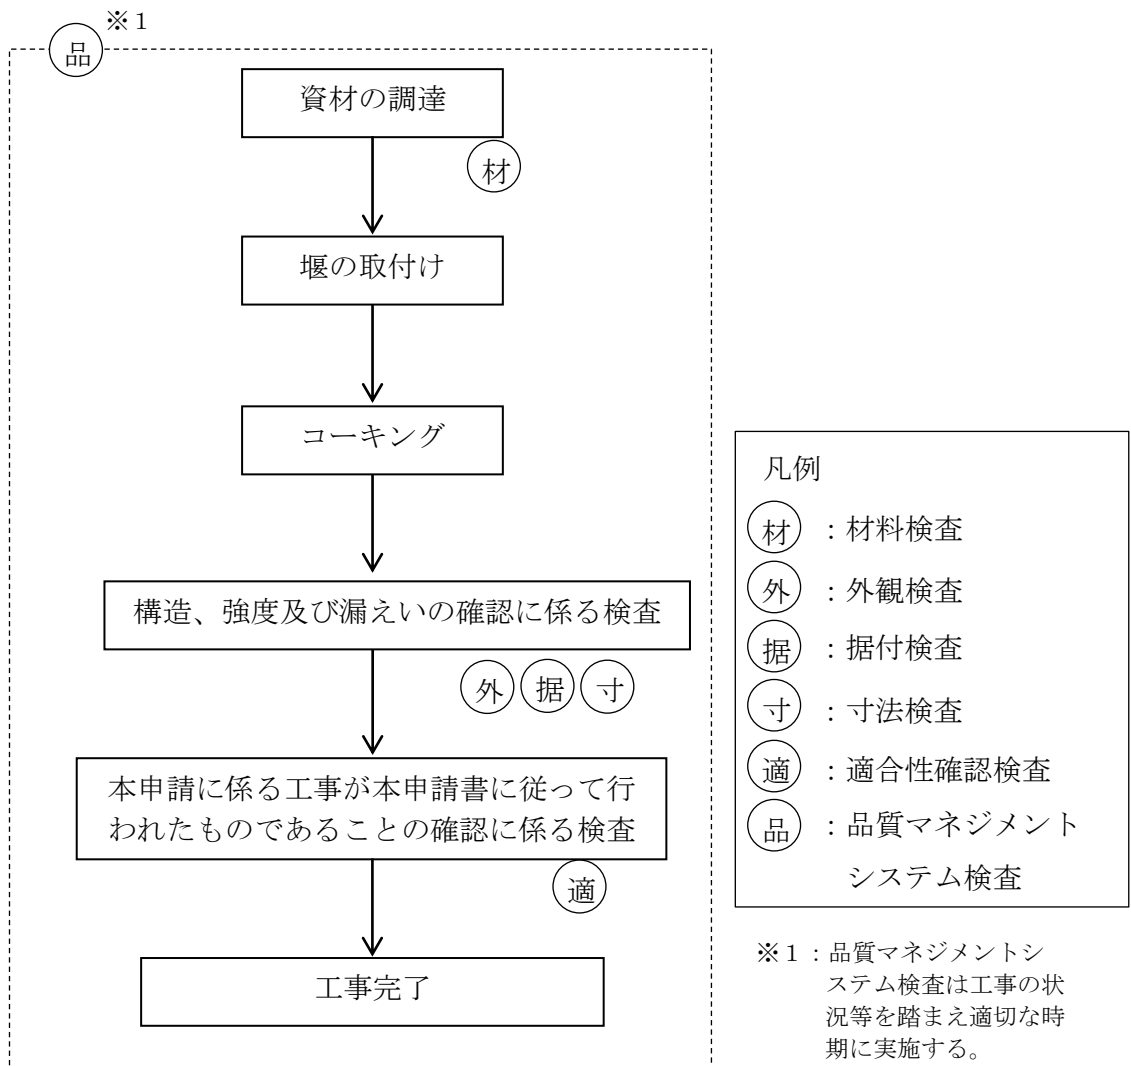 ※１
品
資材の調達
材
堰の取付け
コーキング
構造、強度及び漏えいの確認に係る検査
外 据 寸
本申請に係る工事が本申請書に従って行
われたものであることの確認に係る検査
適
工事完了
凡例
材 ：材料検査
外 ：外観検査
据 ：据付検査
寸 ：寸法検査
適 ：適合性確認検査
品 ：品質マネジメント
システム検査
※１：品質マネジメントシ
ステム検査は工事の状
況等を踏まえ適切な時
期に実施する。